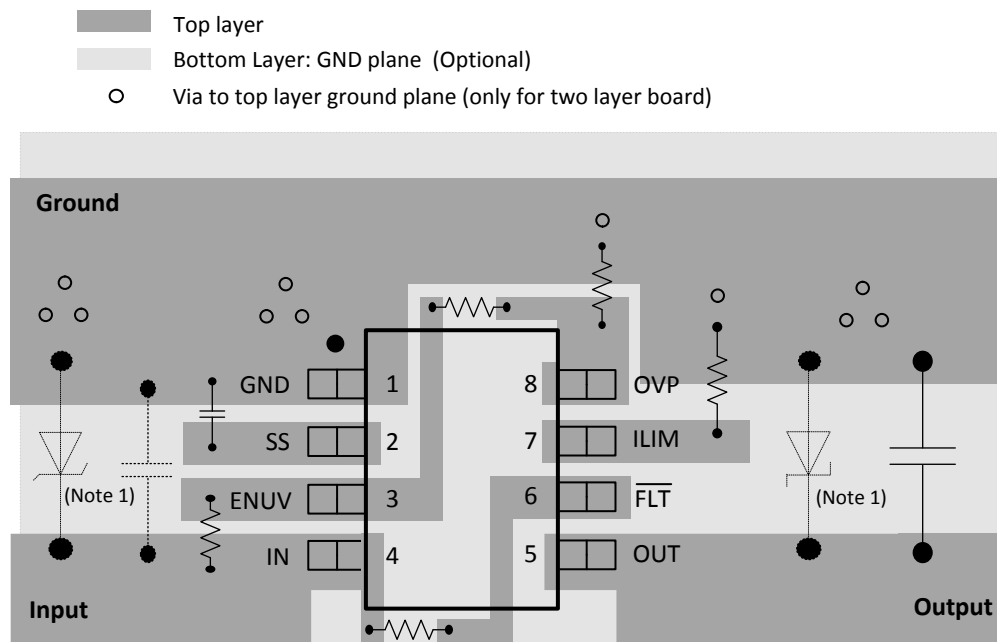 Top layer
Bottom Layer: GND plane (Optional)
Via to top layer ground plane (only for two layer board)
Ground
GND 1 8 OVP
SS 2 7 ILIM
(Note 1) ENUV 3 6 FLT (Note 1)
IN 4 5 OUT
Input Output